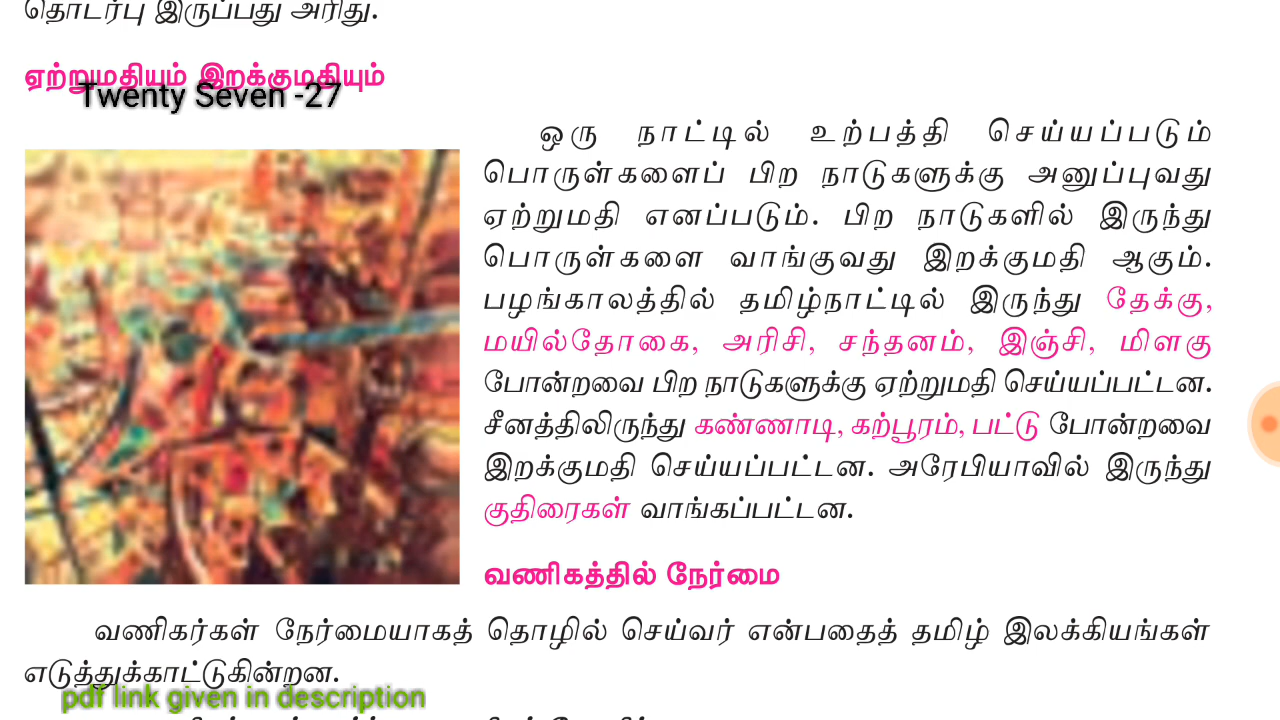 தொடர்பு இருப்பது அரிது.
ஏற்றுமதியும் இறக்குமதியும்
Twenty Seven -27
ஒரு நாட்டில் உற்பத்தி செய்யப்படும்
பொருள்களைப் பிற நாடுகளுக்கு அனுப்புவது
ஏற்றுமதி எனப்படும். பிற நாடுகளில் இருந்து
பொருள்களை வாங்குவது இறக்குமதி ஆகும்.
பழங்காலத்தில் தமிழ்நாட்டில் இருந்து தேக்கு,
மயில்தோகை, அரிசி, சந்தனம், இஞ்சி, மிளகு
போன்றவை பிற நாடுகளுக்கு ஏற்றுமதி செய்யப்பட்டன.
சீனத்திலிருந்து கண்ணாடி, கற்பூரம், பட்டு போன்றவை
இறக்குமதி செய்யப்பட்டன. அரேபியாவில் இருந்து
குதிரைகள் வாங்கப்பட்டன.
வணிகத்தில் நேர்மை
வணிகர்கள் நேர்மையாகத் தொழில் செய்வர் என்பதைத் தமிழ் இலக்கியங்கள்
எடுத்துக்காட்டுகின்றன.
pdf link given in description